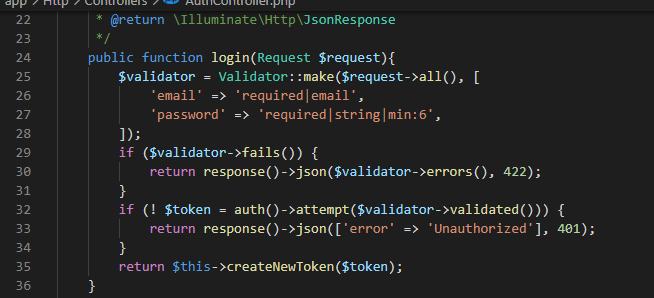 app > Http > Controllers > AuthController.php
22 * @return \Illuminate\Http\JsonResponse
23 */
24 public function login(Request $request){
25 $validator = Validator::make($request->all(), [
26 'email' => 'required|email',
27 'password' => 'required|string|min:6',
28 ]);
29 if ($validator->fails()) {
30 return response()->json($validator->errors(), 422);
31 }
32 if (! $token = auth()->attempt($validator->validated())) {
33 return response()->json(['error' => 'Unauthorized'], 401);
34 }
35 return $this->createNewToken($token);
36 }